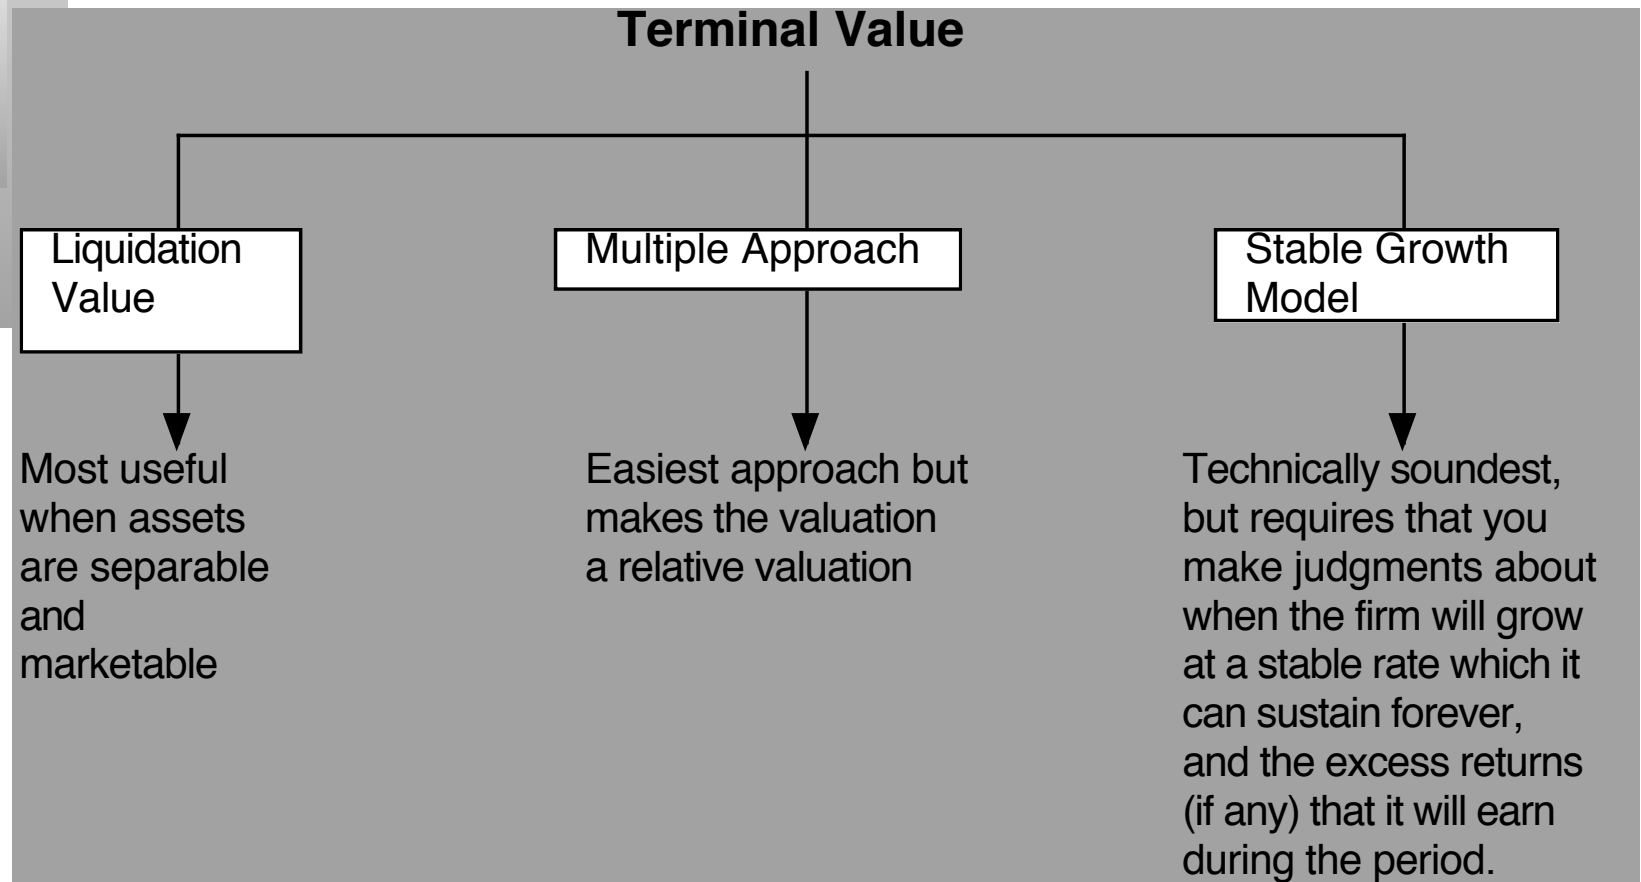 Terminal Value
Liquidation
Value
Multiple Approach
Stable Growth
Model
Most useful
when assets
are separable
and
marketable
Easiest approach but
makes the valuation
a relative valuation
Technically soundest,
but requires that you
make judgments about
when the firm will grow
at a stable rate which it
can sustain forever,
and the excess returns
(if any) that it will earn
during the period.